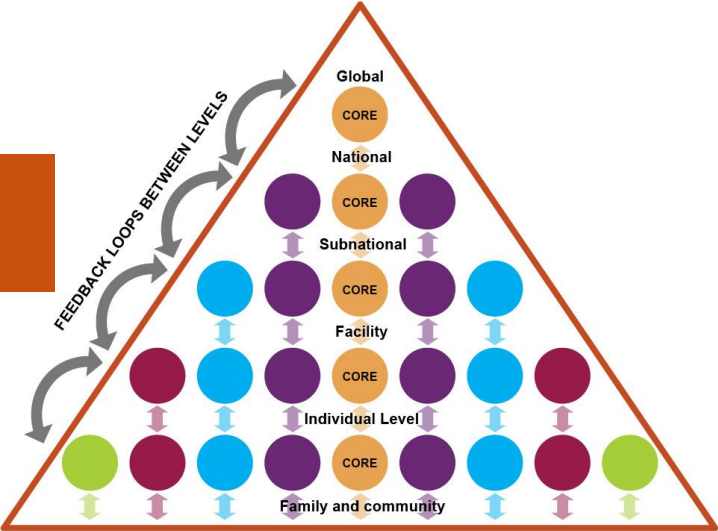 FEEDBACK LOOPS BETWEEN LEVELS
Global
CORE
National
CORE
Subnational
CORE
Facility
CORE
Individual Level
CORE
Family and community